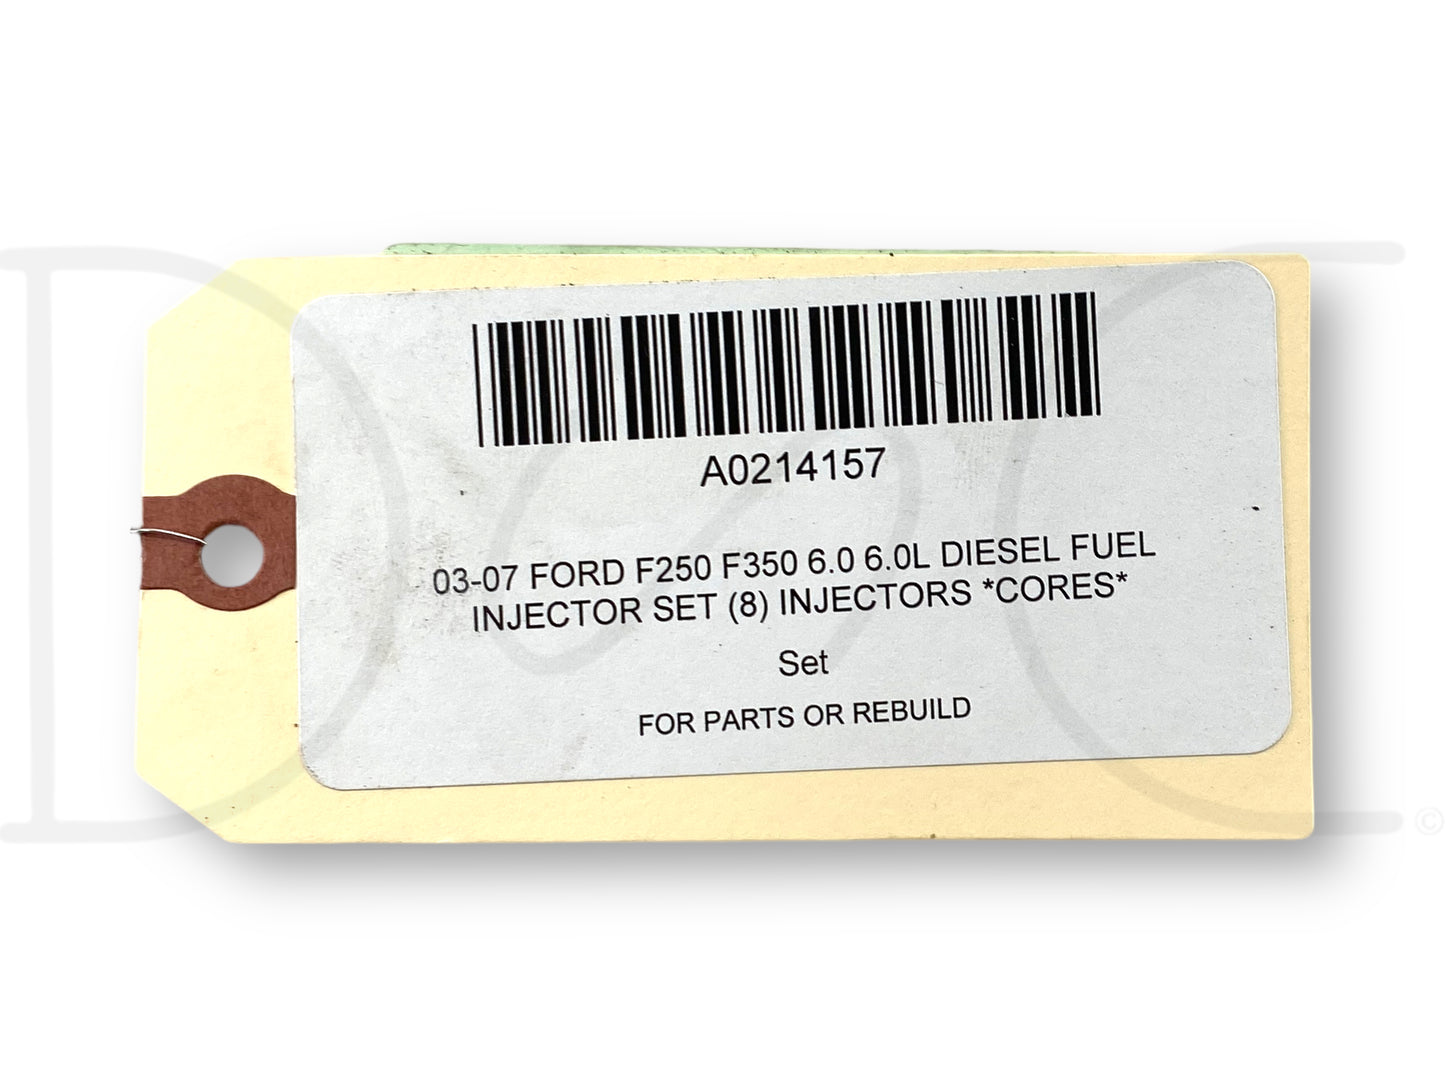 A0214157
03-07 FORD F250 F350 6.0 6.0L DIESEL FUEL
INJECTOR SET (8) INJECTORS *CORES*
Set
FOR PARTS OR REBUILD
D C ©